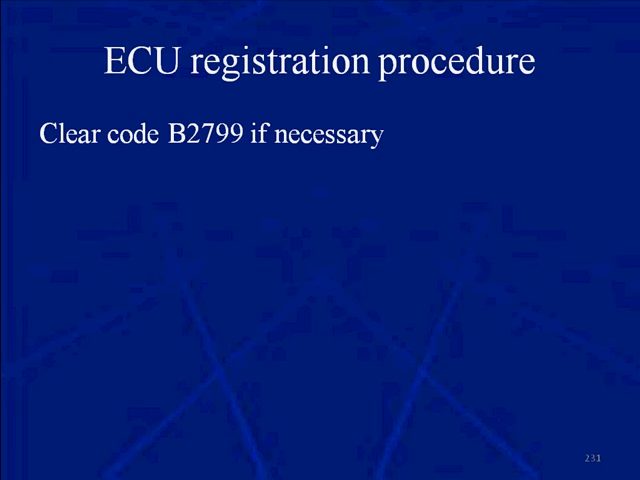 ECU registration procedure
Clear code B2799 if necessary
231